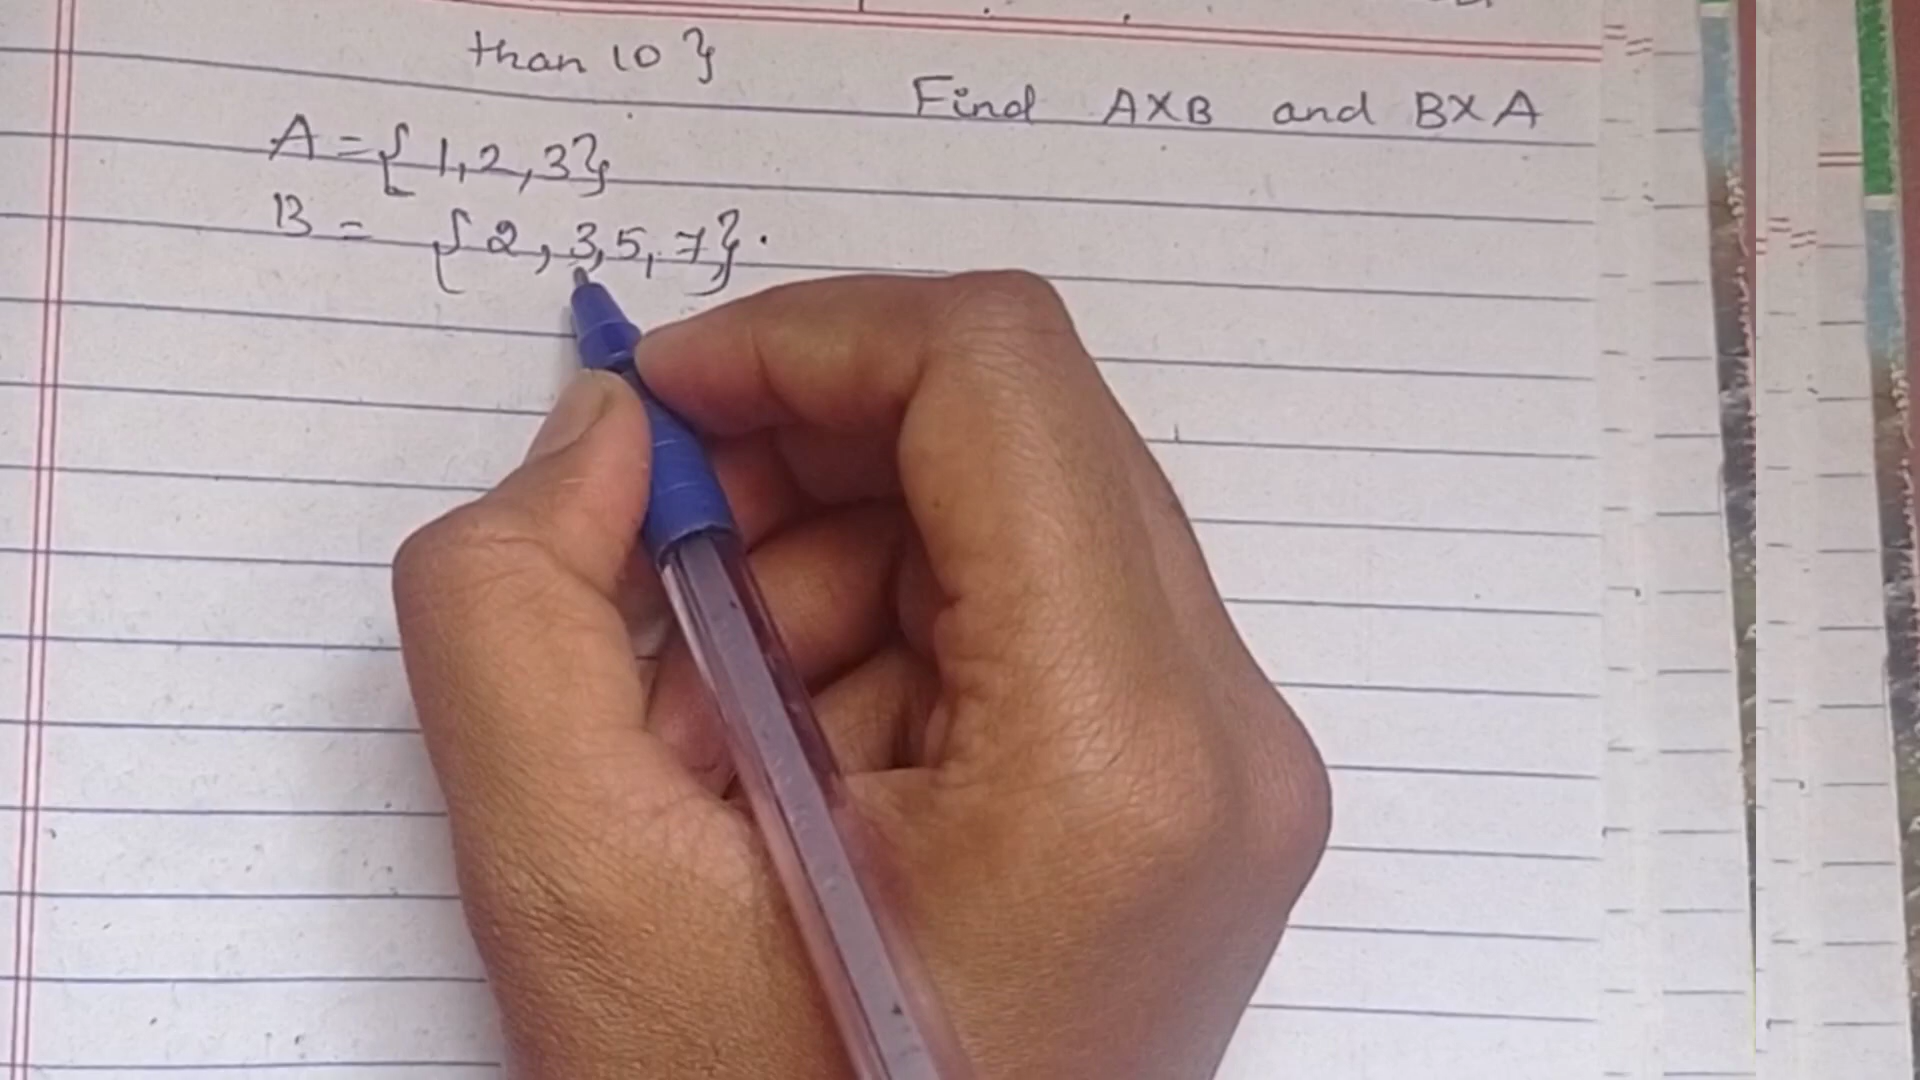 than 10 }
Find A×B and B×A
A = { 1, 2, 3}
B = { 2, 3, 5, 7}.